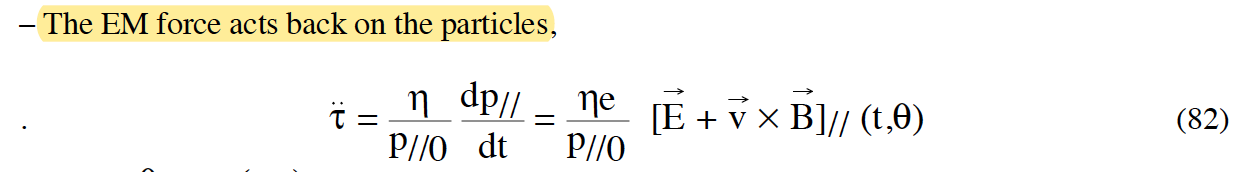 – The EM force acts back on the particles,
. τ̈ = η/p//0 dp///dt = ηe/p//0 [E⃗ + v⃗ × B⃗]// (t,θ) (82)